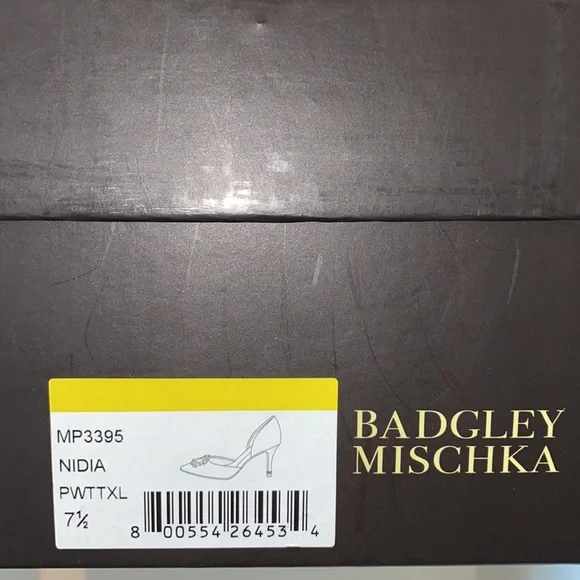 MP3395
NIDIA
PWTTXL
7½
8 00554 26453 4
BADGLEY
MISCHKA